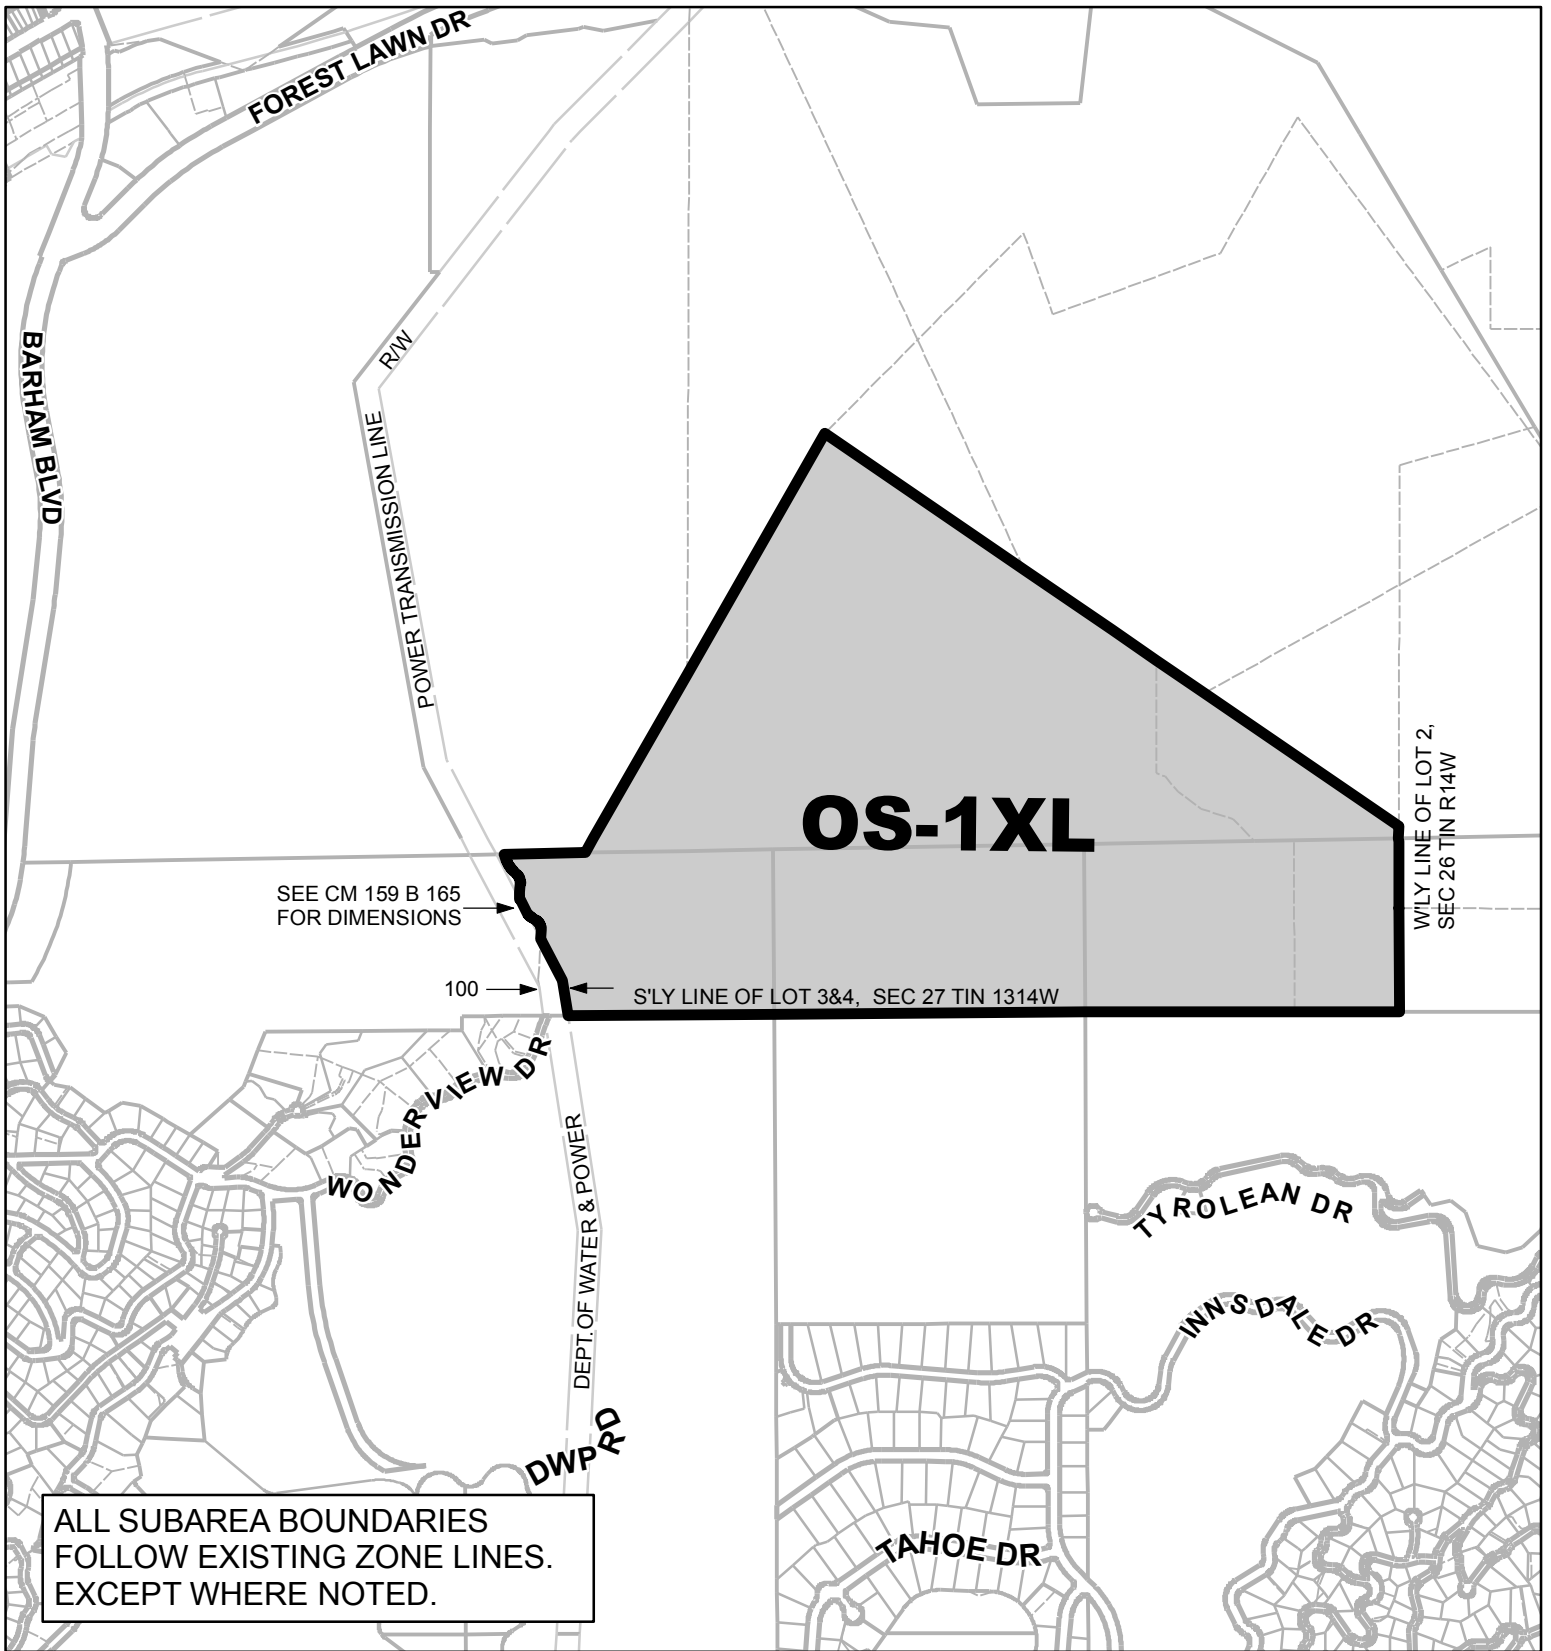 FOREST LAWN DR
BARHAM BLVD
R/W
POWER TRANSMISSION LINE
OS-1XL
W'LY LINE OF LOT 2,
SEC 26 TIN R14W
SEE CM 159 B 165
FOR DIMENSIONS
100
S'LY LINE OF LOT 3&4, SEC 27 TIN 1314W
WONDERVIEW DR
DEPT.OF WATER & POWER
TYROLEAN DR
INNSDALE DR
DWP RD
TAHOE DR
ALL SUBAREA BOUNDARIES
FOLLOW EXISTING ZONE LINES.
EXCEPT WHERE NOTED.